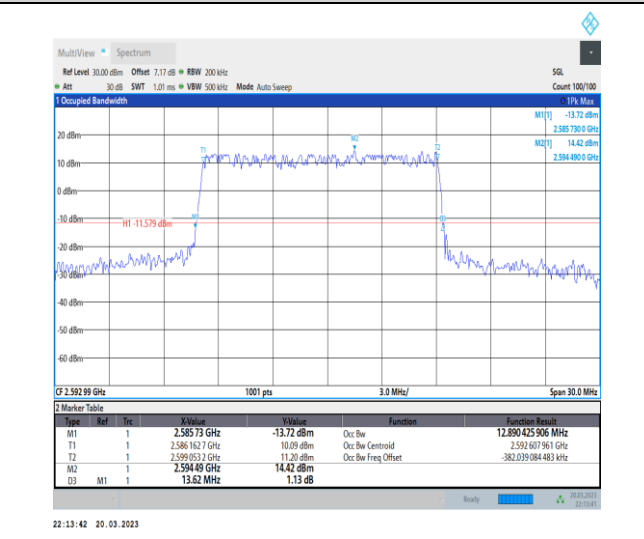 MultiView Spectrum
Ref Level 30.00 dBm Offset 7.17 dB RBW 200 kHz SGL
Att 30 dB SWT 1.01 ms VBW 500 kHz Mode Auto Sweep Count 100/100
1 Occupied Bandwidth 1Pk Max
M1[1] -13.72 dBm
2.585 730 0 GHz
M2[1] 14.42 dBm
2.594 490 0 GHz
20 dBm
M2
T1
T2
10 dBm
0 dBm
-10 dBm
H1 -11.579 dBm
M1
D3
-20 dBm
-30 dBm
-40 dBm
-50 dBm
-60 dBm
CF 2.592 99 GHz 1001 pts 3.0 MHz/ Span 30.0 MHz
2 Marker Table
Type Ref Trc X-Value Y-Value Function Function Result
M1 1 2.585 73 GHz -13.72 dBm Occ Bw 12.890 425 906 MHz
T1 1 2.586 162 7 GHz 10.09 dBm Occ Bw Centroid 2.592 607 961 GHz
T2 1 2.599 053 2 GHz 11.20 dBm Occ Bw Freq Offset -382.039 084 483 kHz
M2 1 2.594 49 GHz 14.42 dBm
D3 M1 1 13.62 MHz 1.13 dB
Ready 20.03.2023
22:13:41
22:13:42 20.03.2023